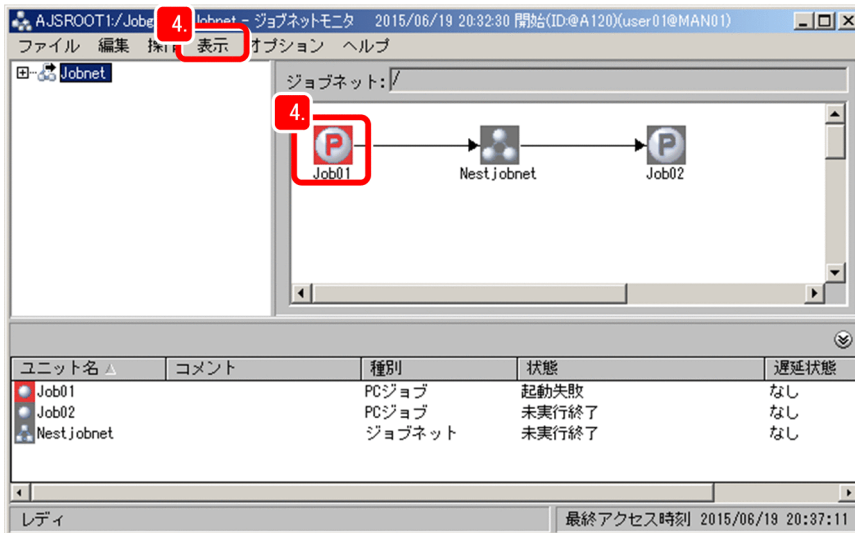 AJSROOT1:/Jobg Jobnet - ジョブネットモニタ 2015/06/19 20:32:30 開始(ID:@A120)(user01@MAN01)
4.
ファイル 編集 表示 オプション ヘルプ
Jobnet
ジョブネット: /
4.
Job01 Nestjobnet Job02
ユニット名 コメント 種別 状態 遅延状態
Job01 PCジョブ 起動失敗 なし
Job02 PCジョブ 未実行終了 なし
Nestjobnet ジョブネット 未実行終了 なし
レディ 最終アクセス時刻 2015/06/19 20:37:11